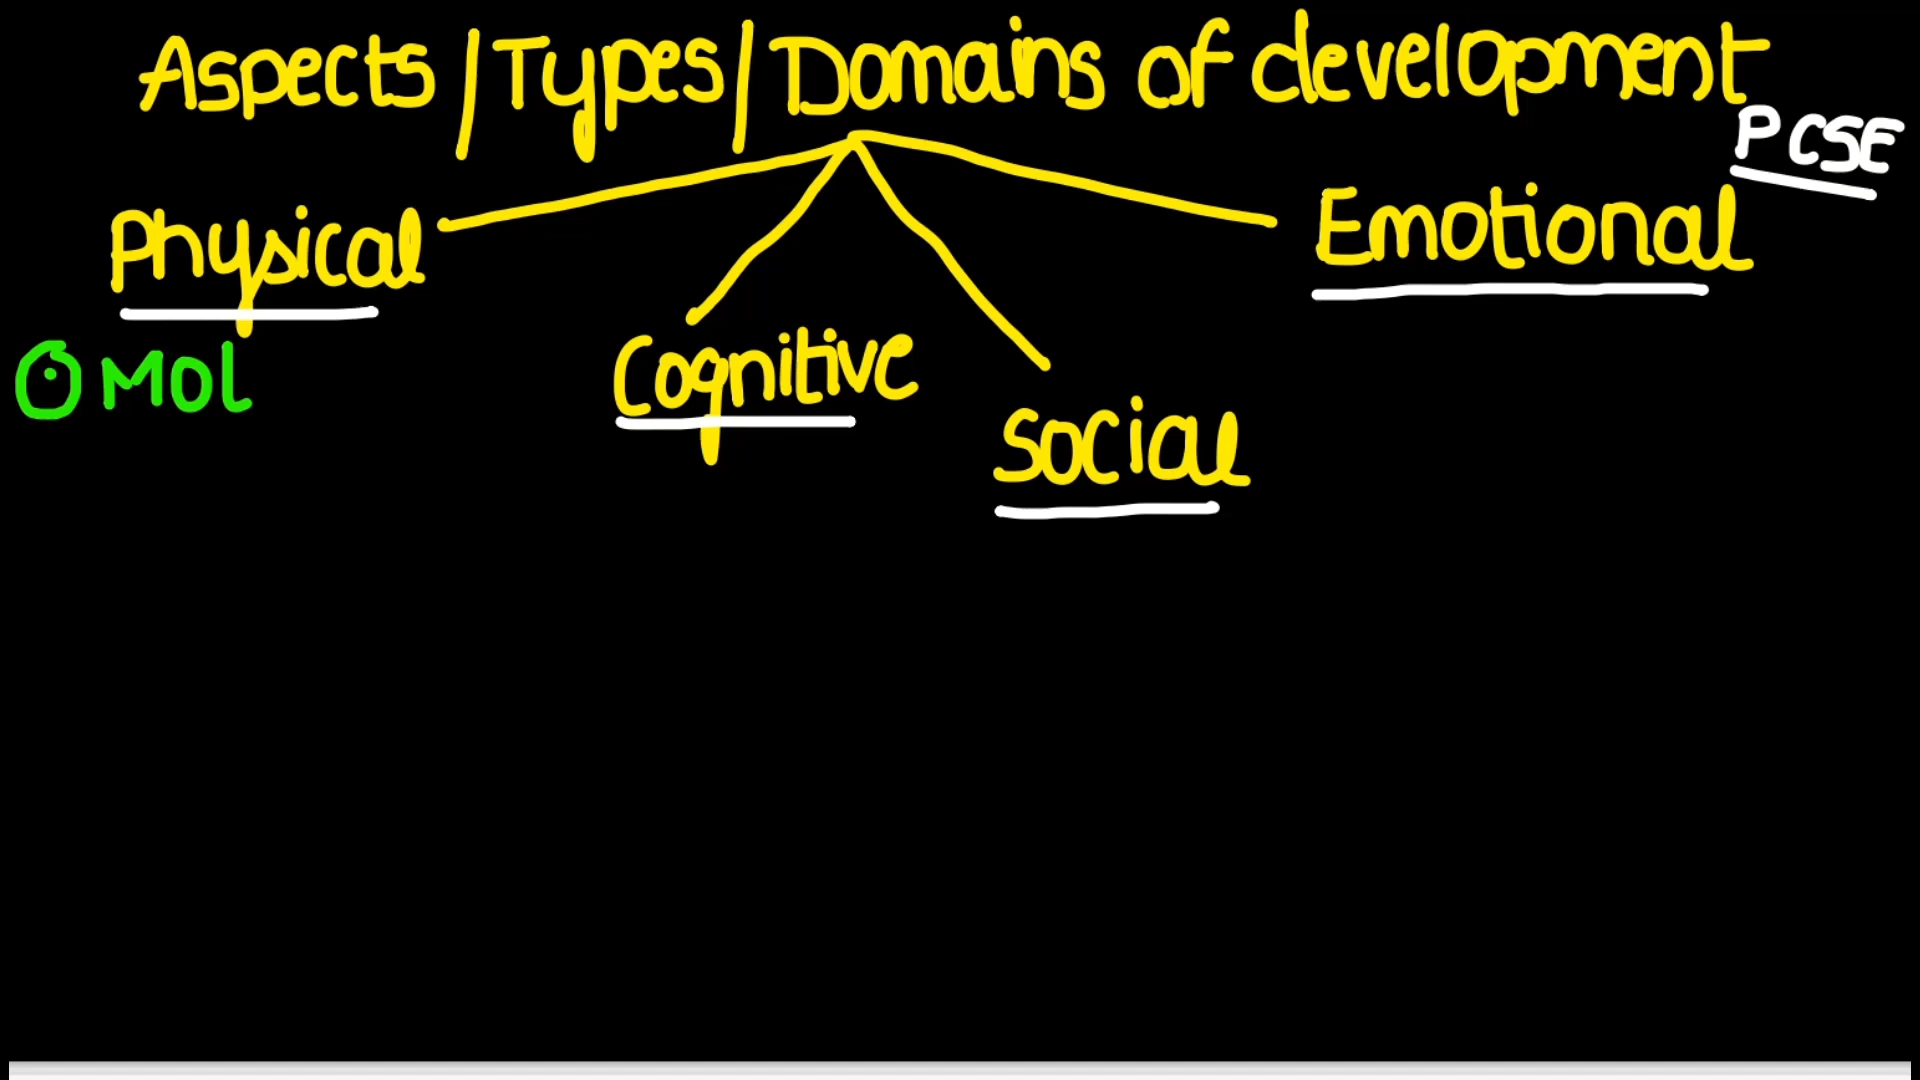 Aspects/Types/Domains of development
PCSE
Physical
Emotional
Cognitive
Social
Mol